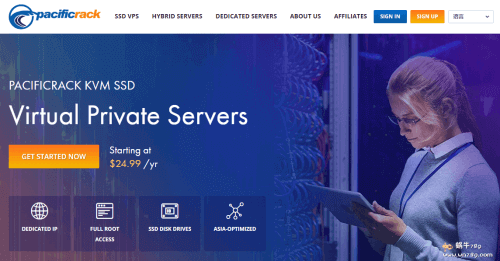 pacificrack
SSD VPS
HYBRID SERVERS
DEDICATED SERVERS
ABOUT US
AFFILIATES
SIGN IN
SIGN UP
语言
PACIFICRACK KVM SSD
Virtual Private Servers
GET STARTED NOW
Starting at
$24.99 /yr
DEDICATED IP
FULL ROOT
ACCESS
SSD DISK DRIVES
ASIA-OPTIMIZED
蜗牛789
www.wn789.com